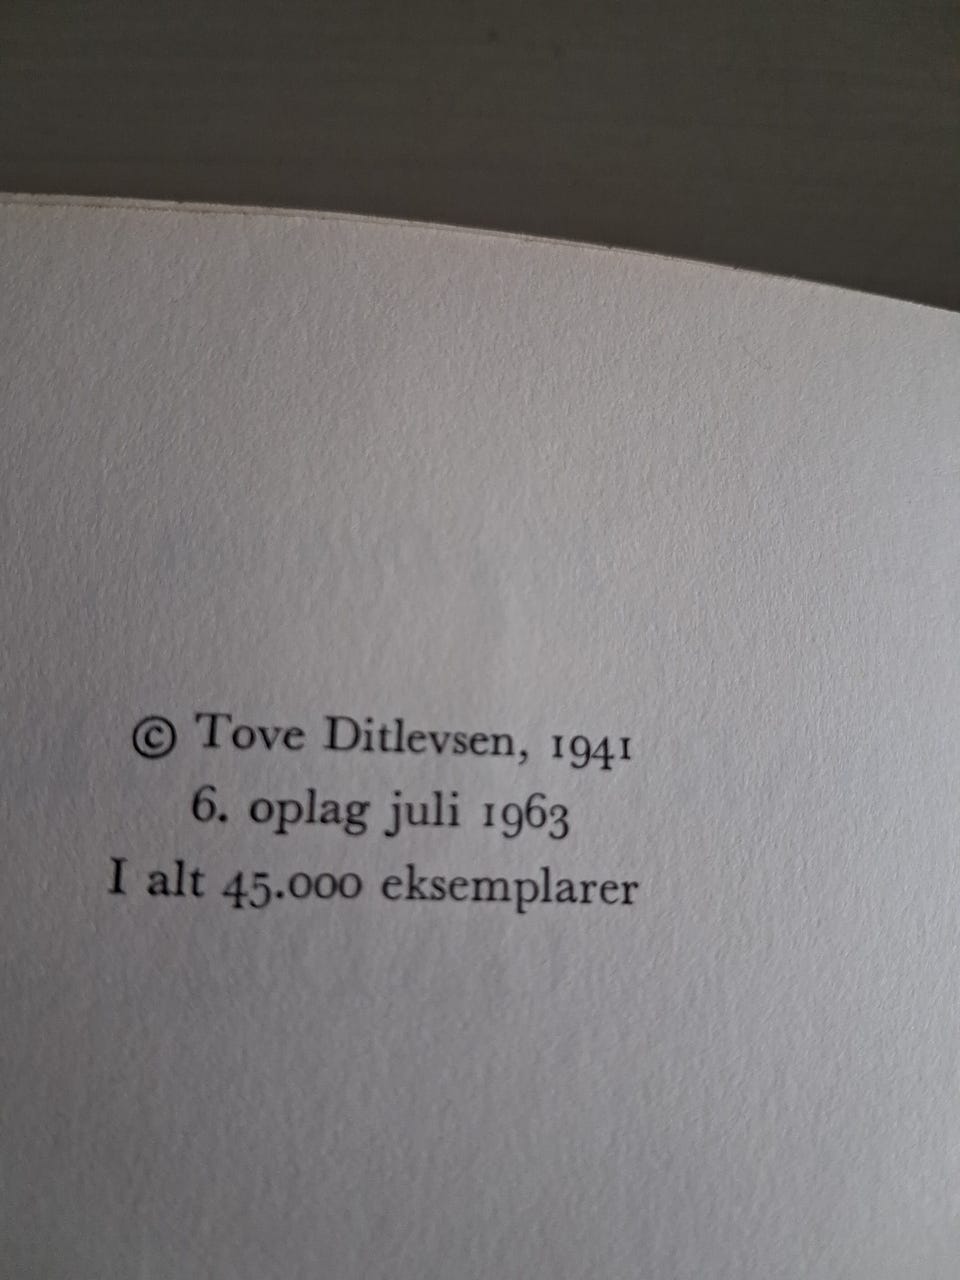 © Tove Ditlevsen, 1941
6. oplag juli 1963
I alt 45.000 eksemplarer